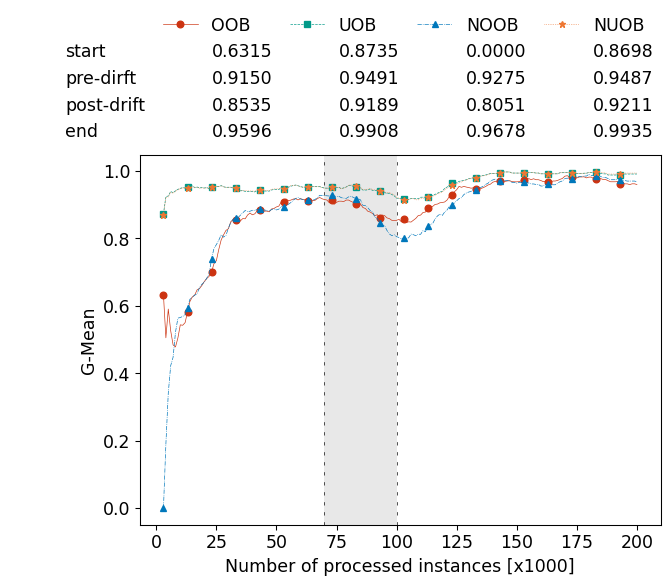 OOB UOB NOOB NUOB
start 0.6315 0.8735 0.0000 0.8698
pre-dirft 0.9150 0.9491 0.9275 0.9487
post-drift 0.8535 0.9189 0.8051 0.9211
end 0.9596 0.9908 0.9678 0.9935
1.0
0.8
0.6
0.4
0.2
0.0
G-Mean
0 25 50 75 100 125 150 175 200
Number of processed instances [x1000]